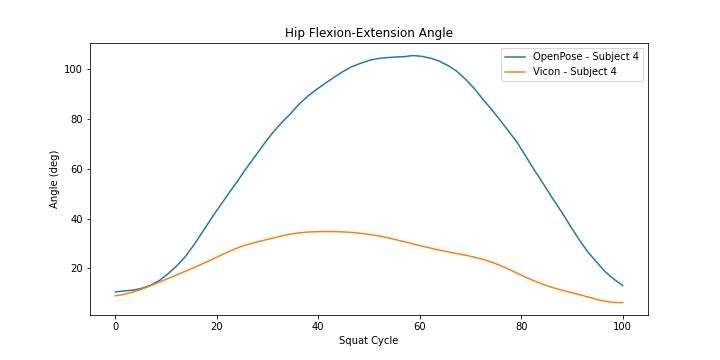 Hip Flexion-Extension Angle
OpenPose - Subject 4
Vicon - Subject 4
Angle (deg)
100
80
60
40
20
0 20 40 60 80 100
Squat Cycle